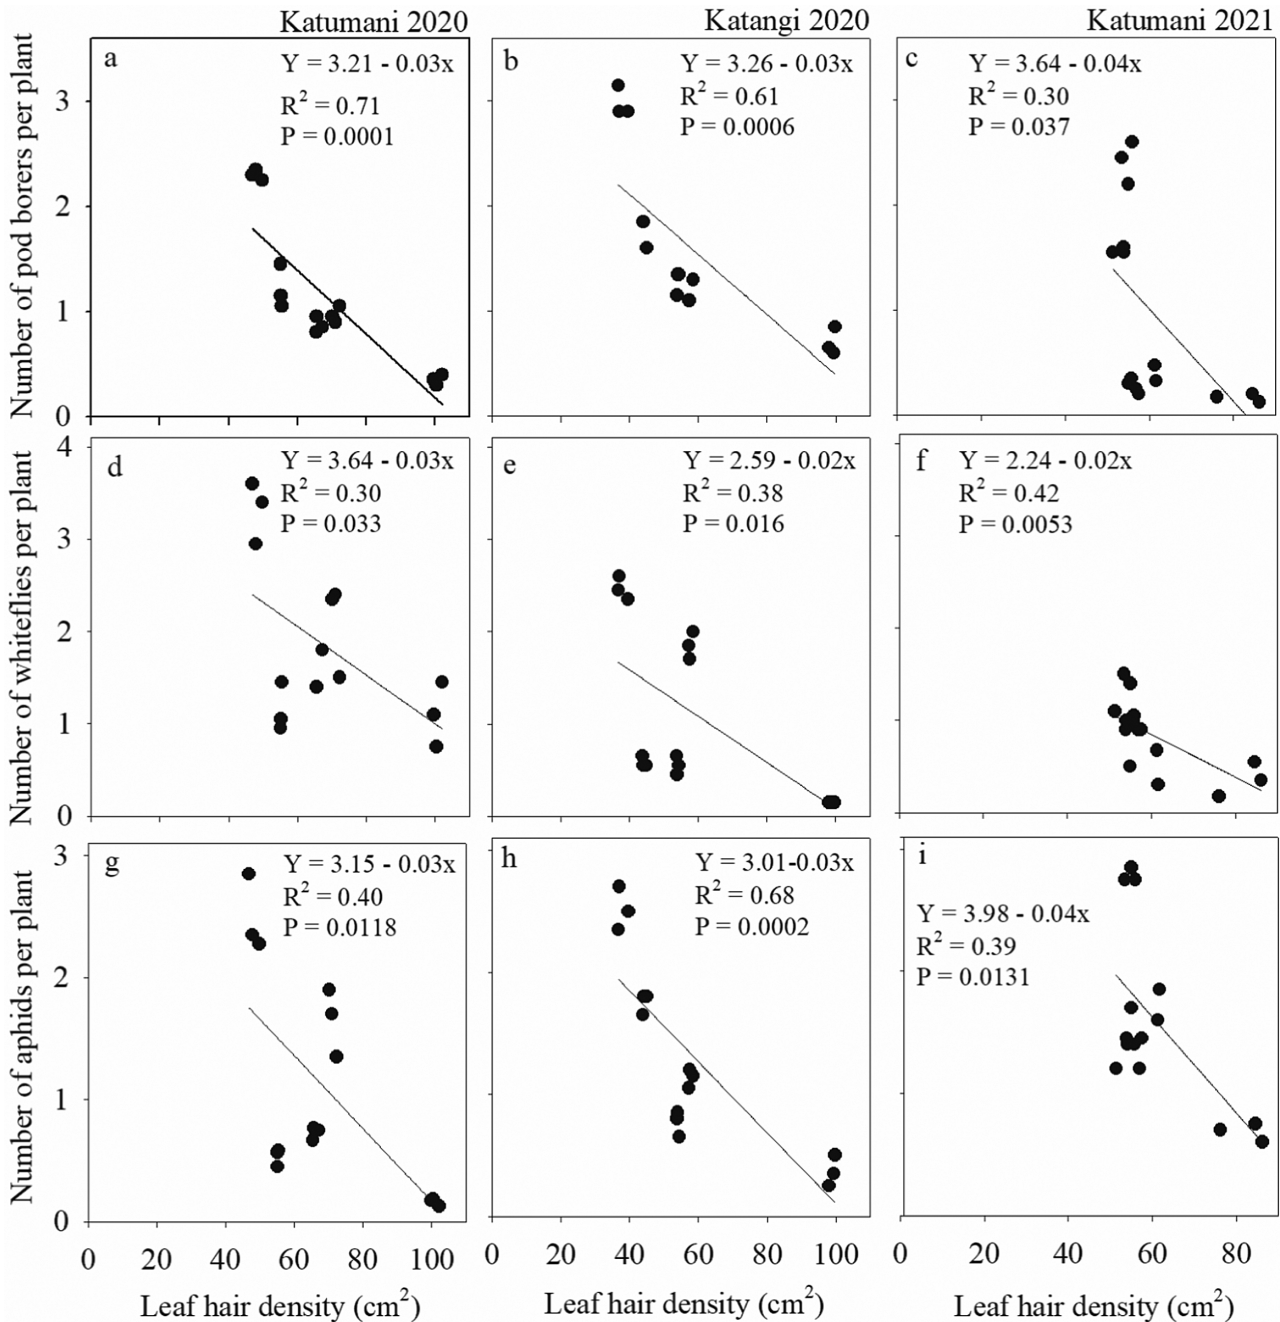 Katumani 2020
Katangi 2020
Katumani 2021
Number of pod borers per plant
3
2
1
0
a
Y = 3.21 - 0.03x
R² = 0.71
P = 0.0001
b
Y = 3.26 - 0.03x
R² = 0.61
P = 0.0006
c
Y = 3.64 - 0.04x
R² = 0.30
P = 0.037
Number of whiteflies per plant
4
3
2
1
0
d
Y = 3.64 - 0.03x
R² = 0.30
P = 0.033
e
Y = 2.59 - 0.02x
R² = 0.38
P = 0.016
f
Y = 2.24 - 0.02x
R² = 0.42
P = 0.0053
Number of aphids per plant
3
2
1
0
g
Y = 3.15 - 0.03x
R² = 0.40
P = 0.0118
h
Y = 3.01-0.03x
R² = 0.68
P = 0.0002
i
Y = 3.98 - 0.04x
R² = 0.39
P = 0.0131
0 20 40 60 80 100
0 20 40 60 80 100
0 20 40 60 80
Leaf hair density (cm²)
Leaf hair density (cm²)
Leaf hair density (cm²)